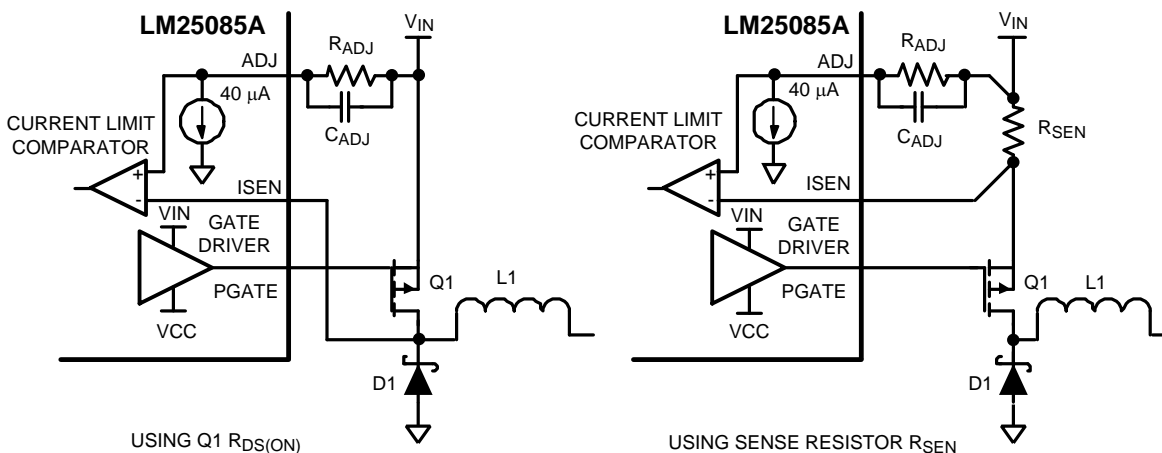 LM25085A
V_IN
R_ADJ
ADJ
40 μA
C_ADJ
CURRENT LIMIT
COMPARATOR
+
-
ISEN
VIN
GATE
DRIVER
PGATE
VCC
Q1
L1
D1
USING Q1 R_DS(ON)
LM25085A
V_IN
R_ADJ
ADJ
40 μA
C_ADJ
R_SEN
CURRENT LIMIT
COMPARATOR
+
-
ISEN
VIN
GATE
DRIVER
PGATE
VCC
Q1
L1
D1
USING SENSE RESISTOR R_SEN